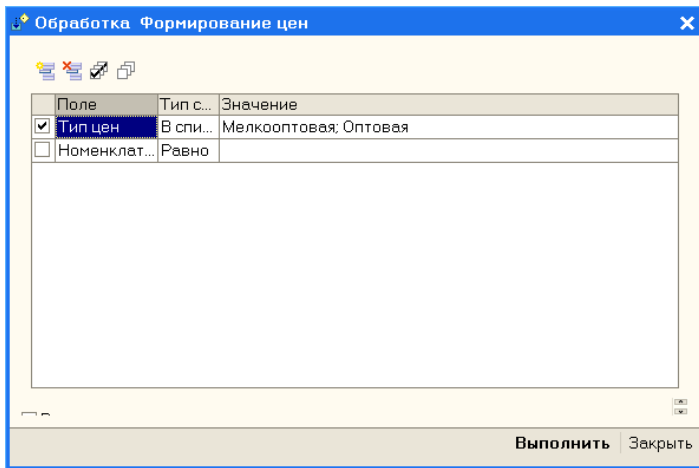 Обработка Формирование цен
Поле Тип с... Значение
Тип цен В спи... Мелкооптовая; Оптовая
Номенклат... Равно
Выполнить Закрыть